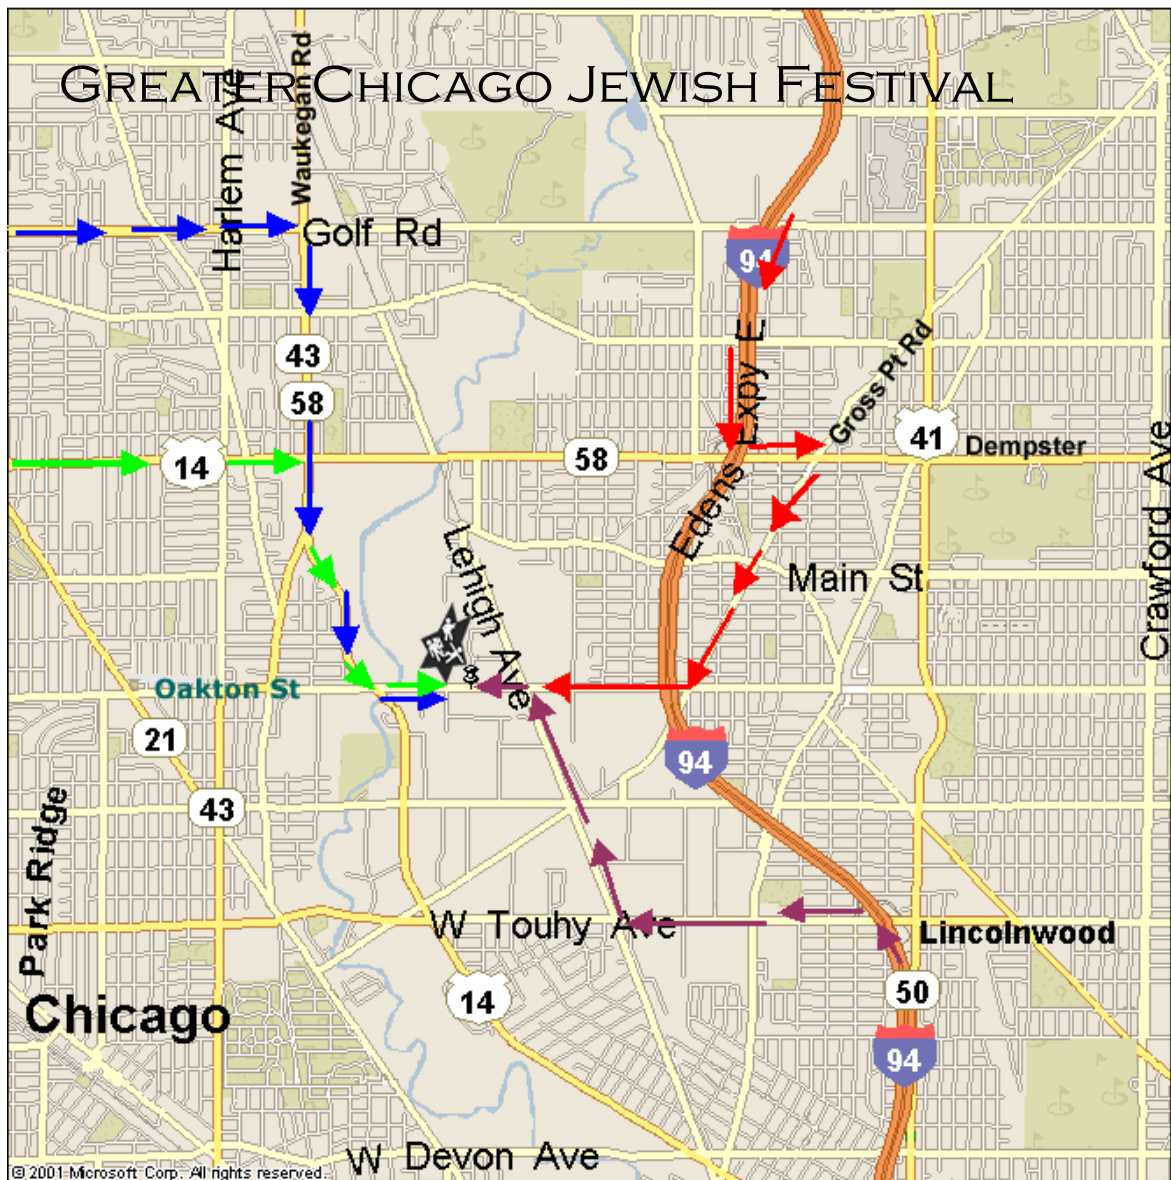 GREATER CHICAGO JEWISH FESTIVAL
Harlem Ave
Waukegan Rd
Golf Rd
94
43
58
Edens Expy E
Gross Pt Rd
14
58
41
Dempster
Crawford Ave
Lehigh Ave
Main St
Oakton St
21
94
43
Park Ridge
W Touhy Ave
Lincolnwood
14
50
Chicago
94
W Devon Ave
© 2001 Microsoft Corp. All rights reserved.